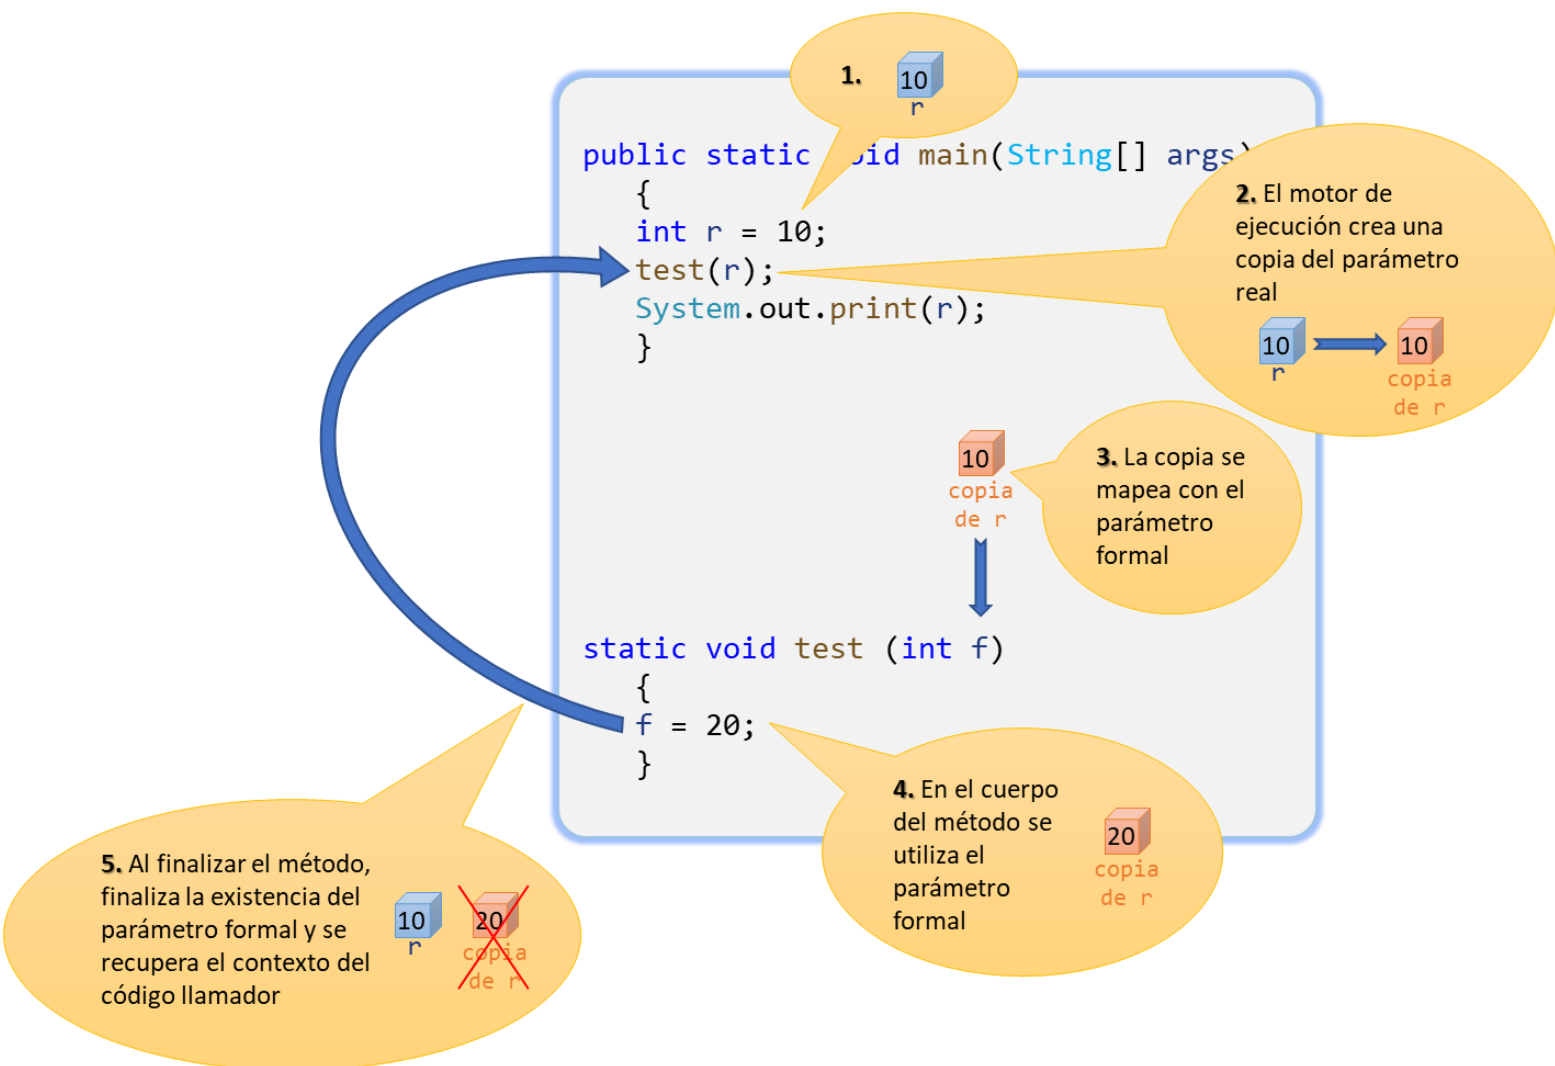 1.
10
r
public static void main(String[] args)
{
int r = 10;
test(r);
System.out.print(r);
}
2. El motor de
ejecución crea una
copia del parámetro
real
10
r
10
copia
de r
10
copia
de r
3. La copia se
mapea con el
parámetro
formal
static void test (int f)
{
f = 20;
}
4. En el cuerpo
del método se
utiliza el
parámetro
formal
20
copia
de r
5. Al finalizar el método,
finaliza la existencia del
parámetro formal y se
recupera el contexto del
código llamador
10
r
20
copia
de r